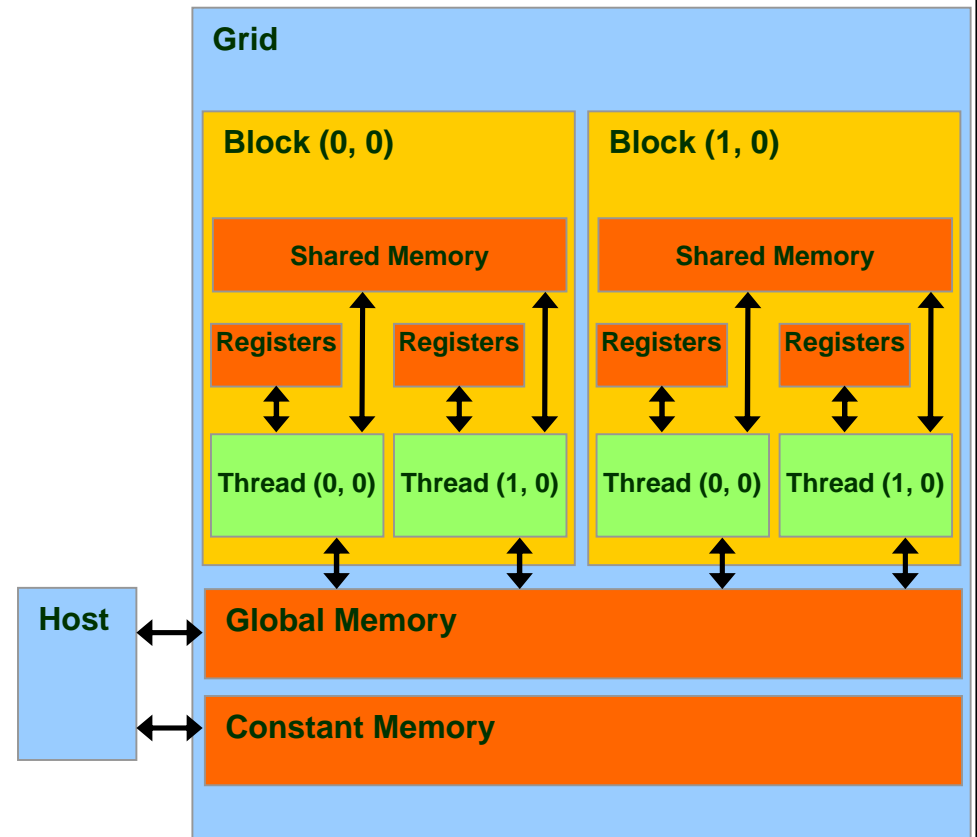 Grid
Block (0, 0)
Block (1, 0)
Shared Memory
Shared Memory
Registers
Registers
Registers
Registers
Thread (0, 0)
Thread (1, 0)
Thread (0, 0)
Thread (1, 0)
Host
Global Memory
Constant Memory